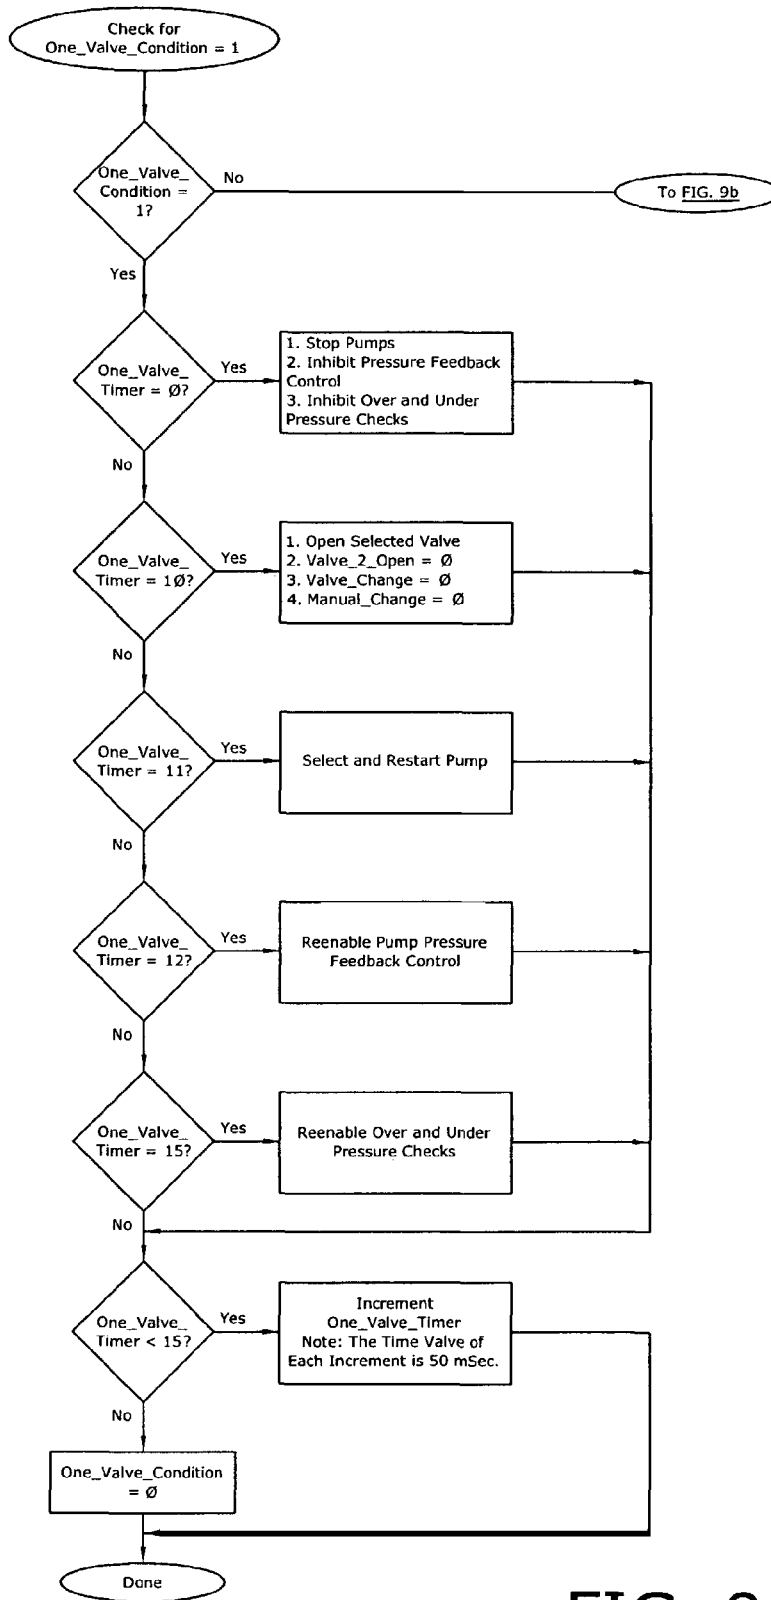 Check for
One_Valve_Condition = 1
One_Valve_
Condition =
1?
No
To FIG. 9b
Yes
One_Valve_
Timer = Ø?
Yes
1. Stop Pumps
2. Inhibit Pressure Feedback
Control
3. Inhibit Over and Under
Pressure Checks
No
One_Valve_
Timer = 1Ø?
Yes
1. Open Selected Valve
2. Valve_2_Open = Ø
3. Valve_Change = Ø
4. Manual_Change = Ø
No
One_Valve_
Timer = 11?
Yes
Select and Restart Pump
No
One_Valve_
Timer = 12?
Yes
Reenable Pump Pressure
Feedback Control
No
One_Valve_
Timer = 15?
Yes
Reenable Over and Under
Pressure Checks
No
One_Valve_
Timer < 15?
Yes
Increment
One_Valve_Timer
Note: The Time Valve of
Each Increment is 50 mSec.
No
One_Valve_Condition
= Ø
Done